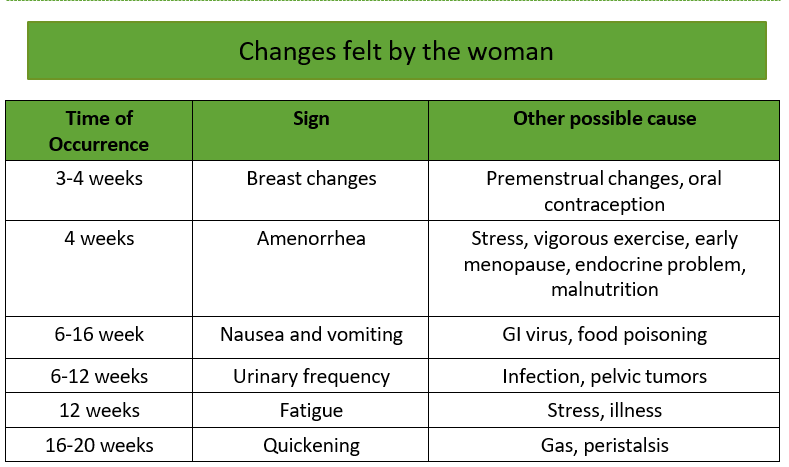 Changes felt by the woman
Time of
Occurrence
Sign
Other possible cause
3-4 weeks
Breast changes
Premenstrual changes, oral
contraception
4 weeks
Amenorrhea
Stress, vigorous exercise, early
menopause, endocrine problem,
malnutrition
6-16 week
Nausea and vomiting
GI virus, food poisoning
6-12 weeks
Urinary frequency
Infection, pelvic tumors
12 weeks
Fatigue
Stress, illness
16-20 weeks
Quickening
Gas, peristalsis